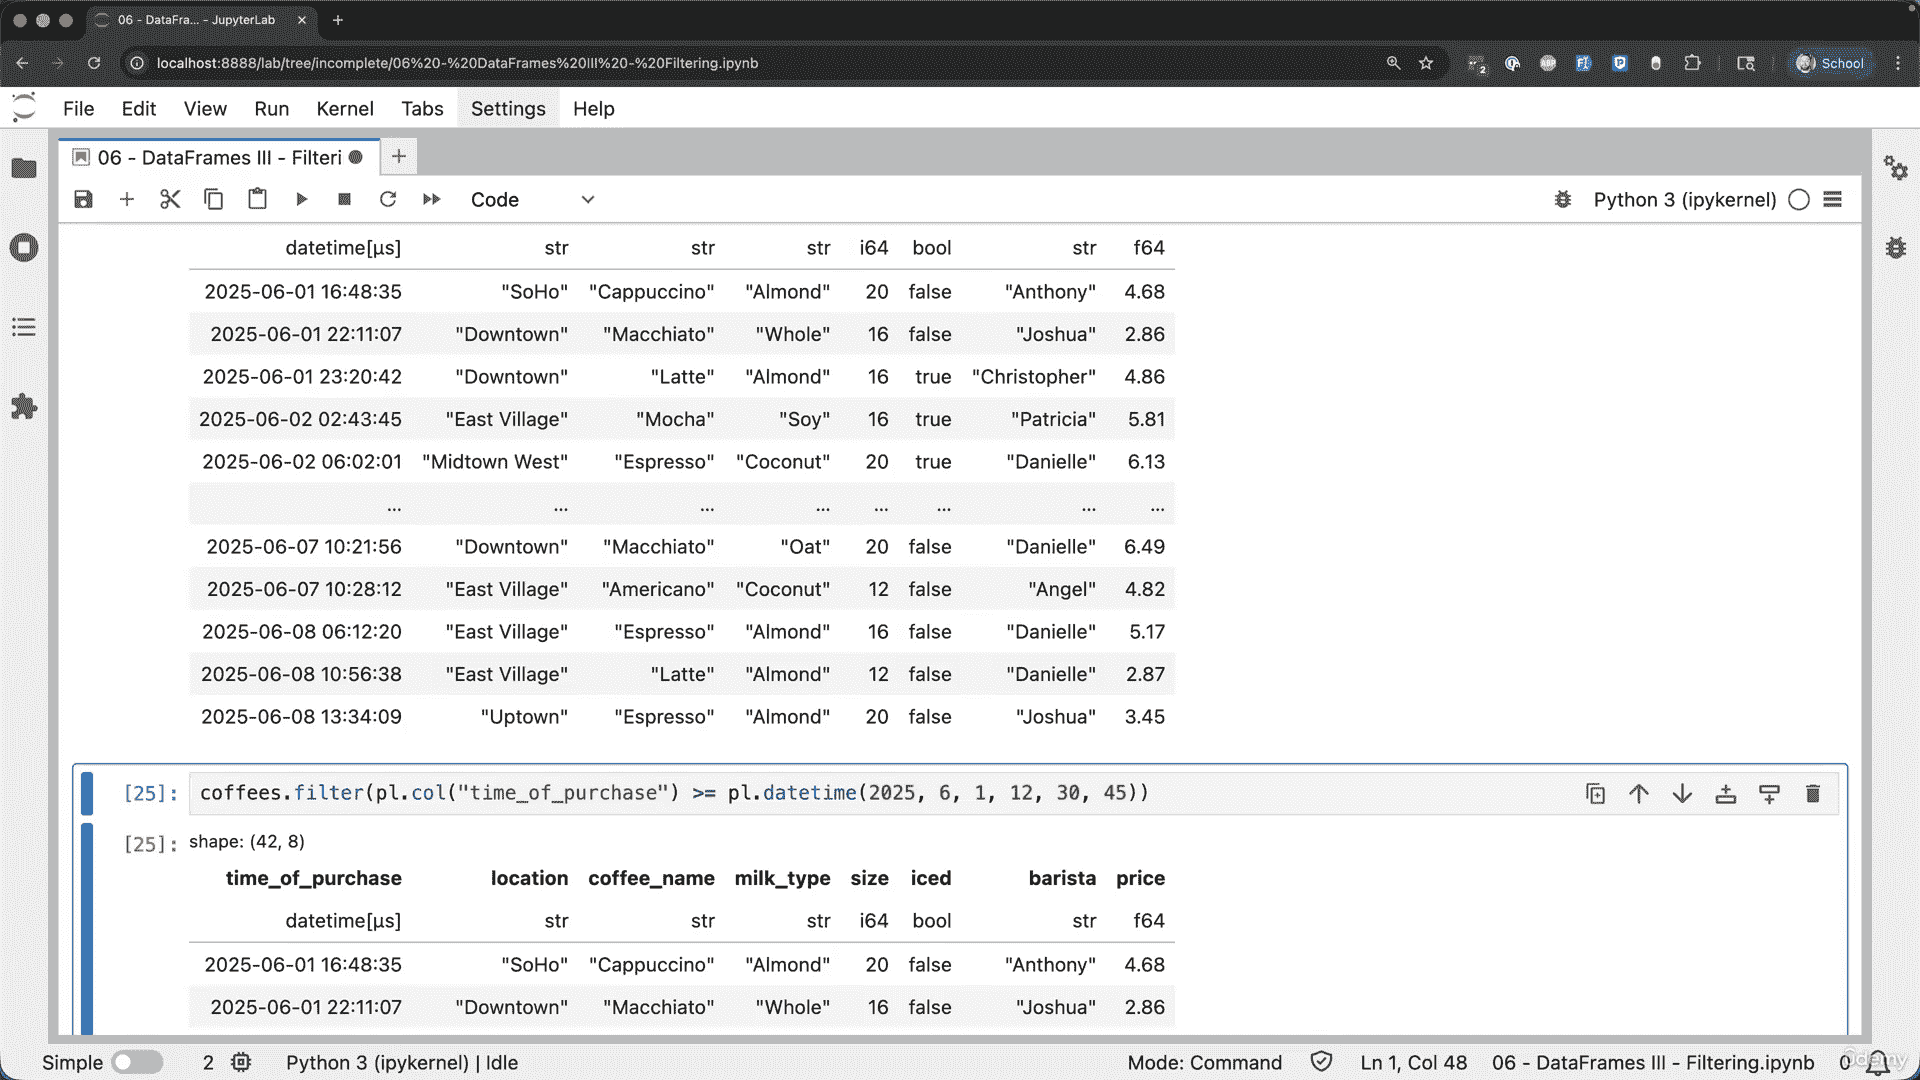 06 - DataFra... - JupyterLab
localhost:8888/lab/tree/incomplete/06%20-%20DataFrames%20III%20-%20Filtering.ipynb
2
School
File Edit View Run Kernel Tabs Settings Help
06 - DataFrames III - Filteri
Code
Python 3 (ipykernel)
datetime[μs] str str str i64 bool str f64
2025-06-01 16:48:35 "SoHo" "Cappuccino" "Almond" 20 false "Anthony" 4.68
2025-06-01 22:11:07 "Downtown" "Macchiato" "Whole" 16 false "Joshua" 2.86
2025-06-01 23:20:42 "Downtown" "Latte" "Almond" 16 true "Christopher" 4.86
2025-06-02 02:43:45 "East Village" "Mocha" "Soy" 16 true "Patricia" 5.81
2025-06-02 06:02:01 "Midtown West" "Espresso" "Coconut" 20 true "Danielle" 6.13
… … … … … … … …
2025-06-07 10:21:56 "Downtown" "Macchiato" "Oat" 20 false "Danielle" 6.49
2025-06-07 10:28:12 "East Village" "Americano" "Coconut" 12 false "Angel" 4.82
2025-06-08 06:12:20 "East Village" "Espresso" "Almond" 16 false "Danielle" 5.17
2025-06-08 10:56:38 "East Village" "Latte" "Almond" 12 false "Danielle" 2.87
2025-06-08 13:34:09 "Uptown" "Espresso" "Almond" 20 false "Joshua" 3.45
[25]: coffees.filter(pl.col("time_of_purchase") >= pl.datetime(2025, 6, 1, 12, 30, 45))
[25]: shape: (42, 8)
time_of_purchase location coffee_name milk_type size iced barista price
datetime[μs] str str str i64 bool str f64
2025-06-01 16:48:35 "SoHo" "Cappuccino" "Almond" 20 false "Anthony" 4.68
2025-06-01 22:11:07 "Downtown" "Macchiato" "Whole" 16 false "Joshua" 2.86
Simple 2 Python 3 (ipykernel) | Idle Mode: Command Ln 1, Col 48 06 - DataFrames III - Filtering.ipynb 0
udemy